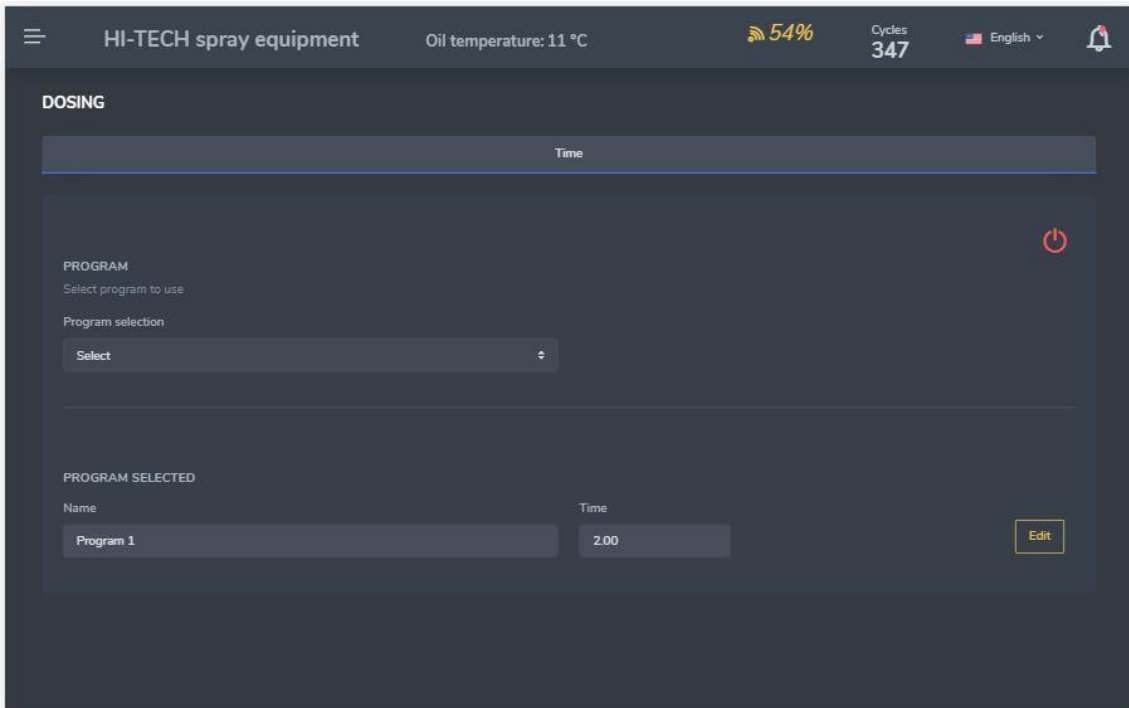 HI-TECH spray equipment
Oil temperature: 11 °C
54%
Cycles
347
English
DOSING
Time
PROGRAM
Select program to use
Program selection
Select
PROGRAM SELECTED
Name
Time
Program 1
2.00
Edit